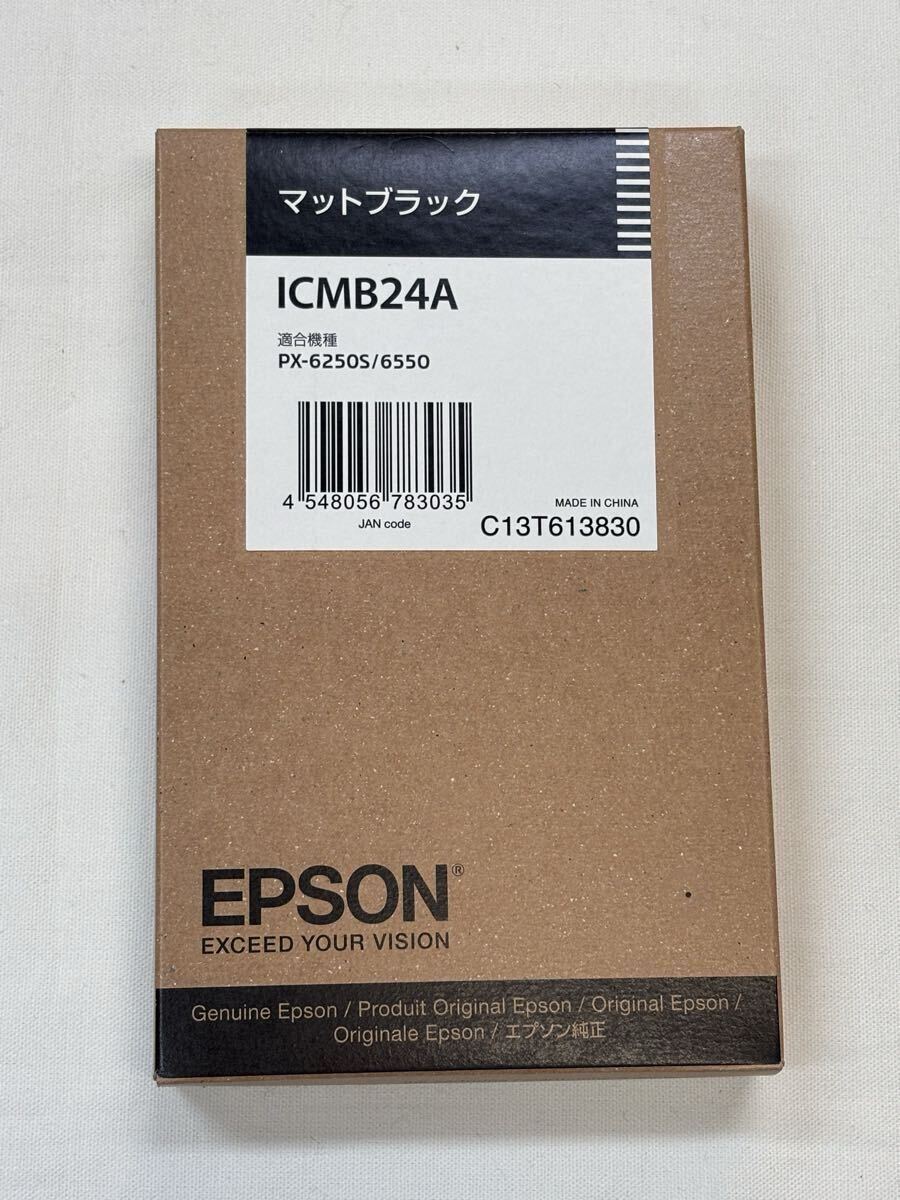 マットブラック
ICMB24A
適合機種
PX-6250S/6550
4 548056 783035
JAN code
MADE IN CHINA
C13T613830
EPSON®
EXCEED YOUR VISION
Genuine Epson / Produit Original Epson / Original Epson /
Originale Epson / エプソン純正